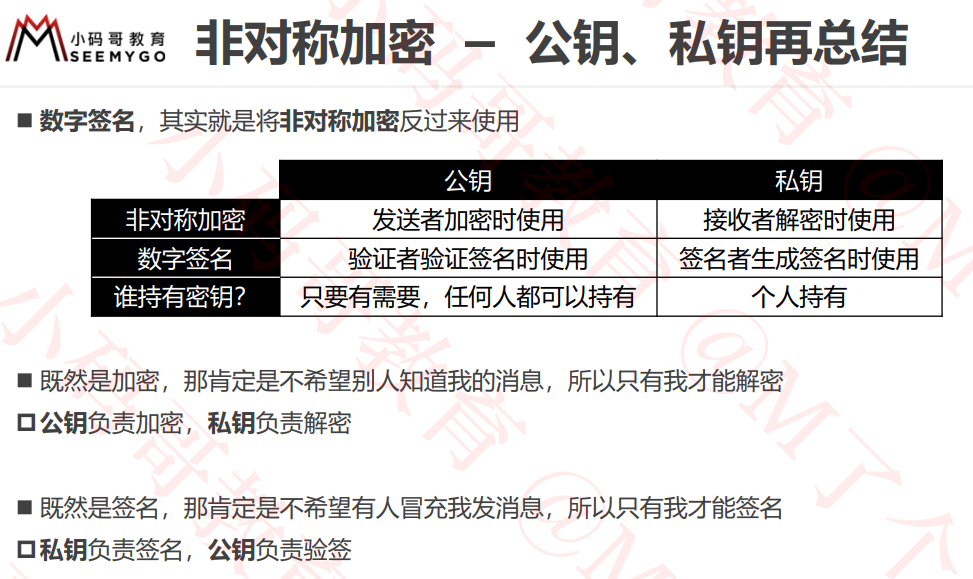 小码哥教育
SEEMYGO
非对称加密 － 公钥、私钥再总结
■ 数字签名，其实就是将非对称加密反过来使用
公钥 私钥
非对称加密 发送者加密时使用 接收者解密时使用
数字签名 验证者验证签名时使用 签名者生成签名时使用
谁持有密钥？ 只要有需要，任何人都可以持有 个人持有
■ 既然是加密，那肯定是不希望别人知道我的消息，所以只有我才能解密
公钥负责加密，私钥负责解密
■ 既然是签名，那肯定是不希望有人冒充我发消息，所以只有我才能签名
私钥负责签名，公钥负责验签
小码哥教育 @M了个